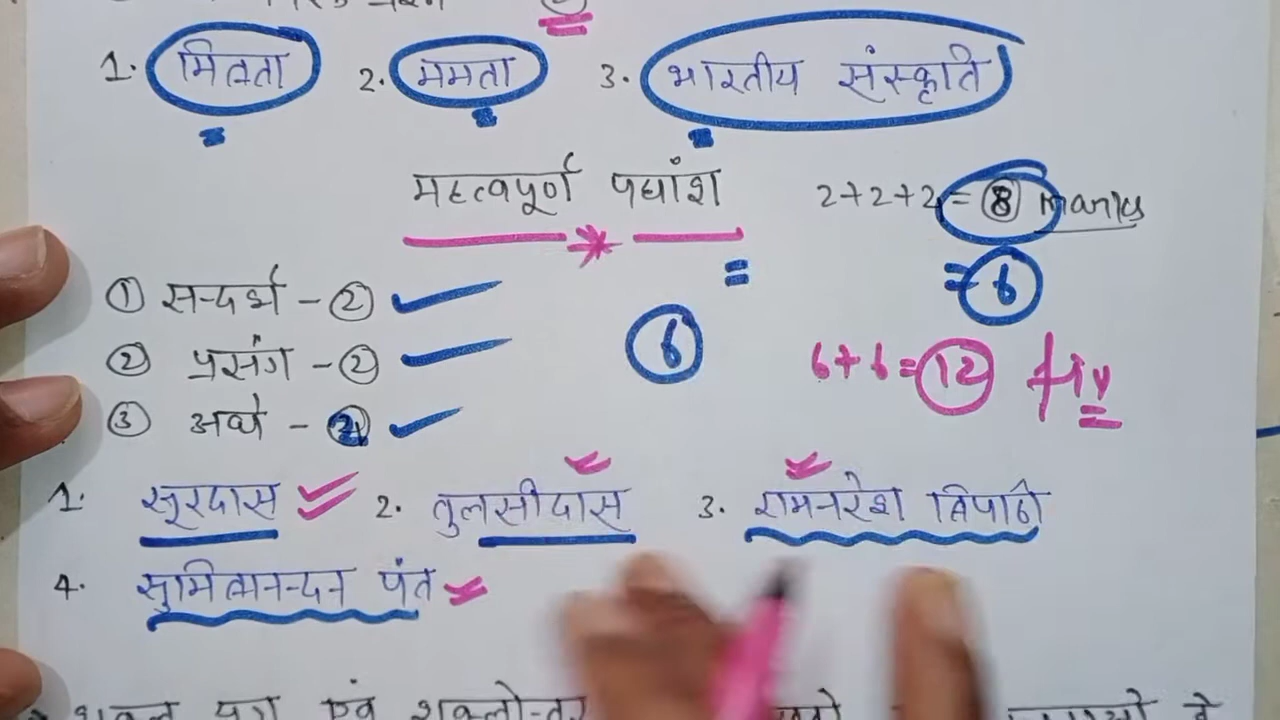 1. मित्रता 2. ममता 3. भारतीय संस्कृति
महत्वपूर्ण पद्यांश 2+2+2 = 8 marks
① सन्दर्भ - ② = 6
② प्रसंग - ② 6 6+6=12
③ अर्थ - ②
1. सूरदास 2. तुलसीदास 3. रामनरेश त्रिपाठी
4. सुमित्रानन्दन पंत
शुक्ल युग एवं शुक्लोत्तर